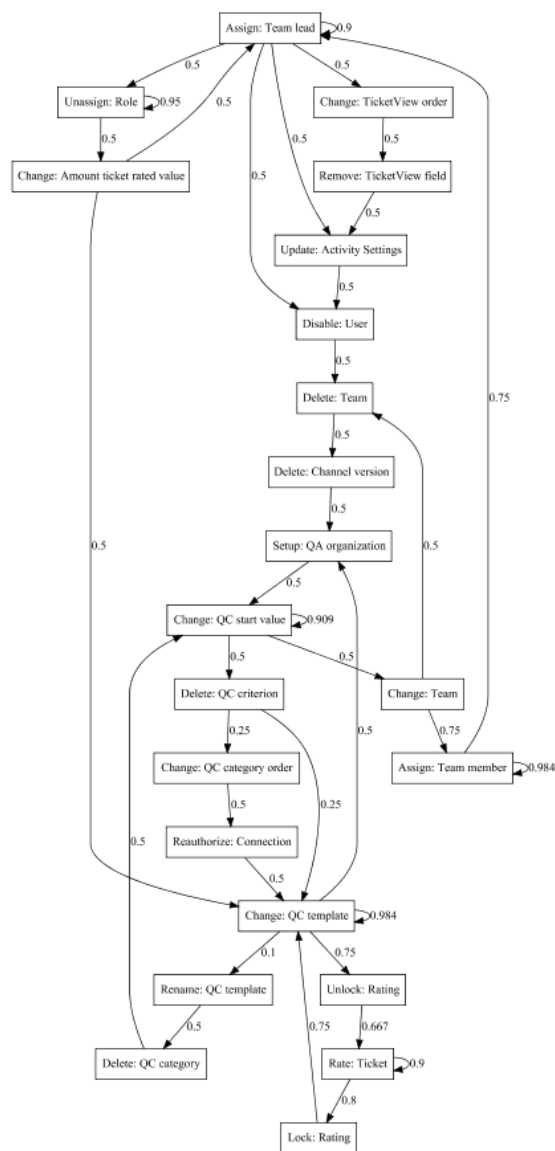 Assign: Team lead
0.9
0.5
0.5
Unassign: Role
0.95
0.5
Change: TicketView order
0.5
0.5
0.5
Change: Amount ticket rated value
0.5
Remove: TicketView field
0.5
Update: Activity Settings
0.5
Disable: User
0.5
Delete: Team
0.75
0.5
Delete: Channel version
0.5
0.5
Setup: QA organization
0.5
0.5
Change: QC start value
0.909
0.5
0.5
Delete: QC criterion
Change: Team
0.5
0.25
0.75
Change: QC category order
Assign: Team member
0.984
0.5
0.25
0.5
Reauthorize: Connection
0.5
Change: QC template
0.984
0.1
0.75
Rename: QC template
Unlock: Rating
0.5
0.75
0.667
Delete: QC category
Rate: Ticket
0.9
0.8
Lock: Rating